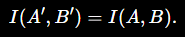 I(A′, B′) = I(A, B).